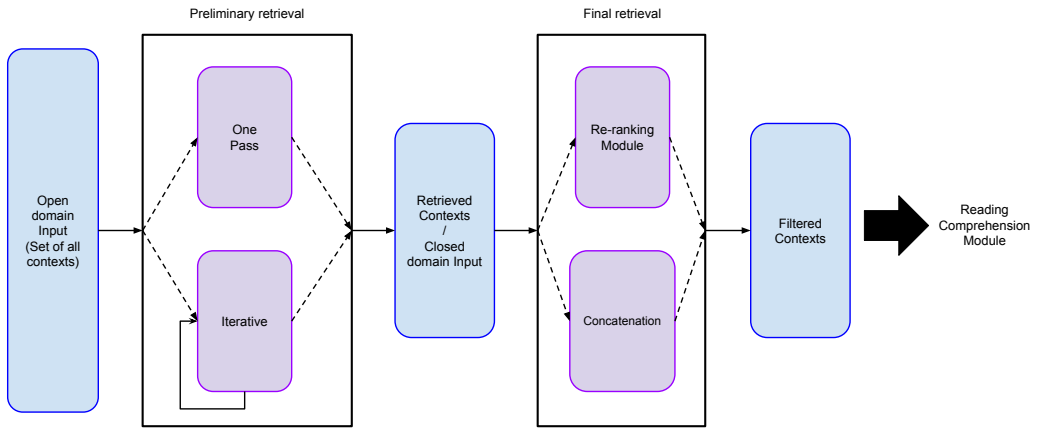 Preliminary retrieval
Final retrieval
Open
domain
Input
(Set of all
contexts)
One
Pass
Iterative
Retrieved
Contexts
/
Closed
domain Input
Re-ranking
Module
Concatenation
Filtered
Contexts
Reading
Comprehension
Module